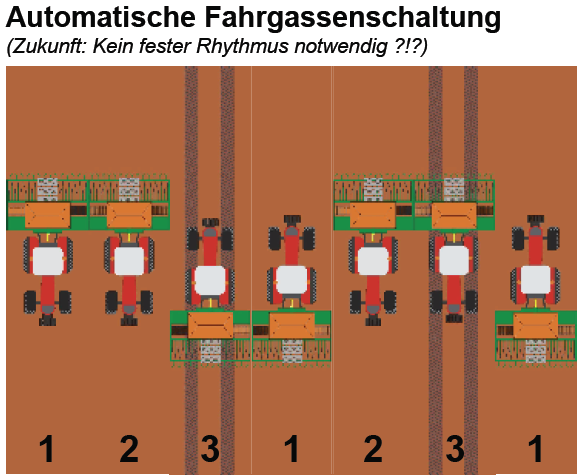 Automatische Fahrgassenschaltung
(Zukunft: Kein fester Rhythmus notwendig ?!?)
1 2 3 1 2 3 1